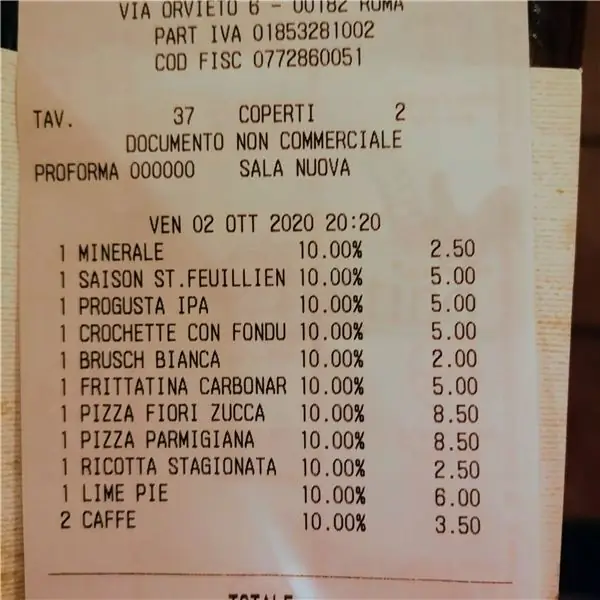 VIA ORVIETO 6 - 00182 ROMA
PART IVA 01853281002
COD FISC 0772860051
TAV. 37 COPERTI 2
DOCUMENTO NON COMMERCIALE
PROFORMA 000000 SALA NUOVA
VEN 02 OTT 2020 20:20
1 MINERALE 10.00% 2.50
1 SAISON ST.FEUILLIEN 10.00% 5.00
1 PROGUSTA IPA 10.00% 5.00
1 CROCHETTE CON FONDU 10.00% 5.00
1 BRUSCH BIANCA 10.00% 2.00
1 FRITTATINA CARBONAR 10.00% 5.00
1 PIZZA FIORI ZUCCA 10.00% 8.50
1 PIZZA PARMIGIANA 10.00% 8.50
1 RICOTTA STAGIONATA 10.00% 2.50
1 LIME PIE 10.00% 6.00
2 CAFFE 10.00% 3.50
TOTALE